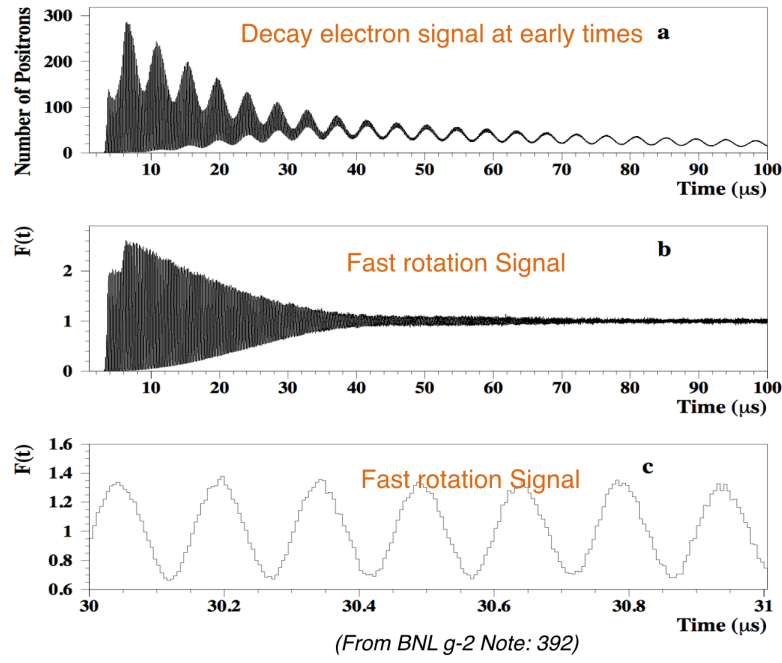 Decay electron signal at early times
a
Number of Positrons
300
200
100
0
10 20 30 40 50 60 70 80 90 100
Time (μs)
F(t)
Fast rotation Signal
b
2
1
0
10 20 30 40 50 60 70 80 90 100
Time (μs)
F(t)
Fast rotation Signal
c
1.6
1.4
1.2
1
0.8
0.6
30 30.2 30.4 30.6 30.8 31
Time (μs)
(From BNL g-2 Note: 392)